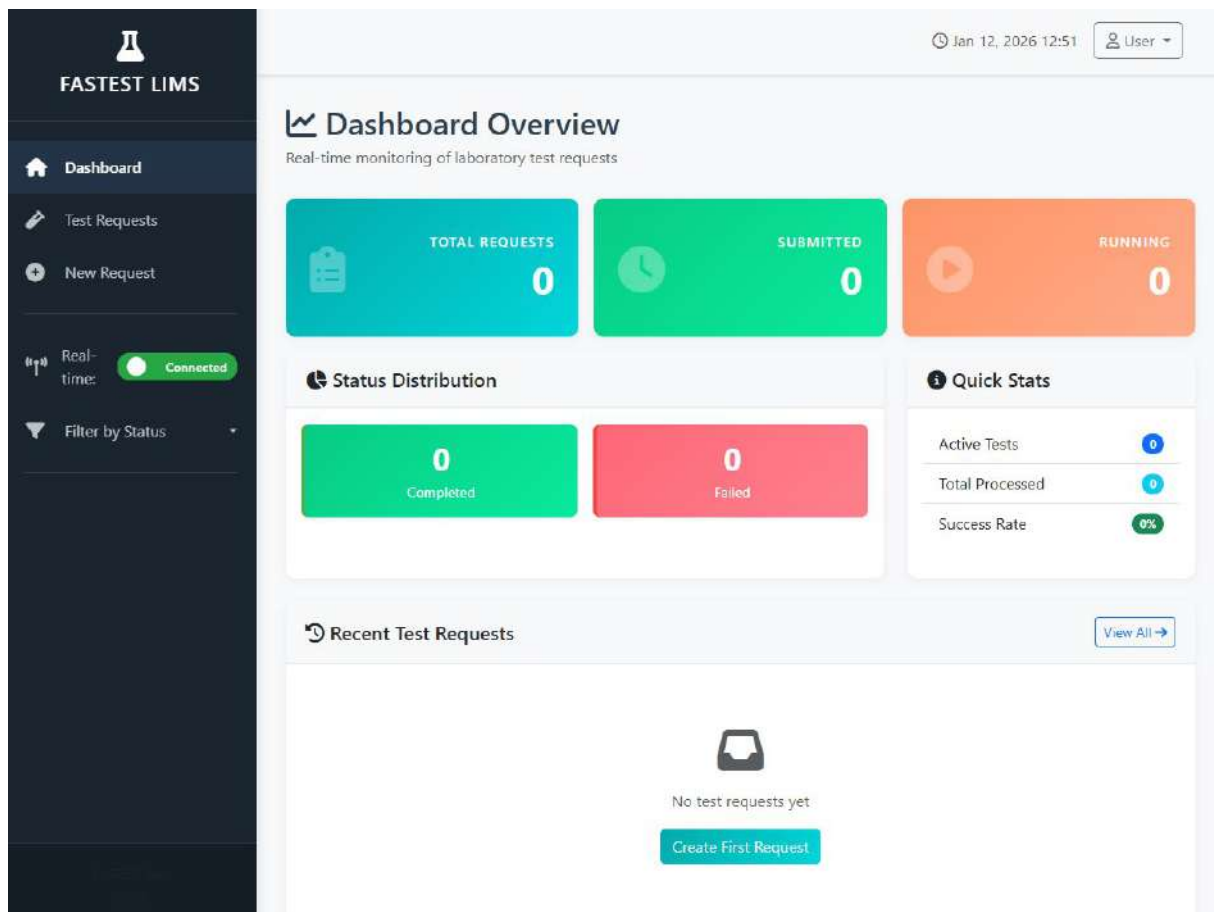 FASTEST LIMS
Jan 12, 2026 12:51
User
Dashboard
Test Requests
New Request
Real-
time:
Connected
Filter by Status
Dashboard Overview
Real-time monitoring of laboratory test requests
TOTAL REQUESTS
0
SUBMITTED
0
RUNNING
0
Status Distribution
0
Completed
0
Failed
Quick Stats
Active Tests 0
Total Processed 0
Success Rate 0%
Recent Test Requests
View All
No test requests yet
Create First Request